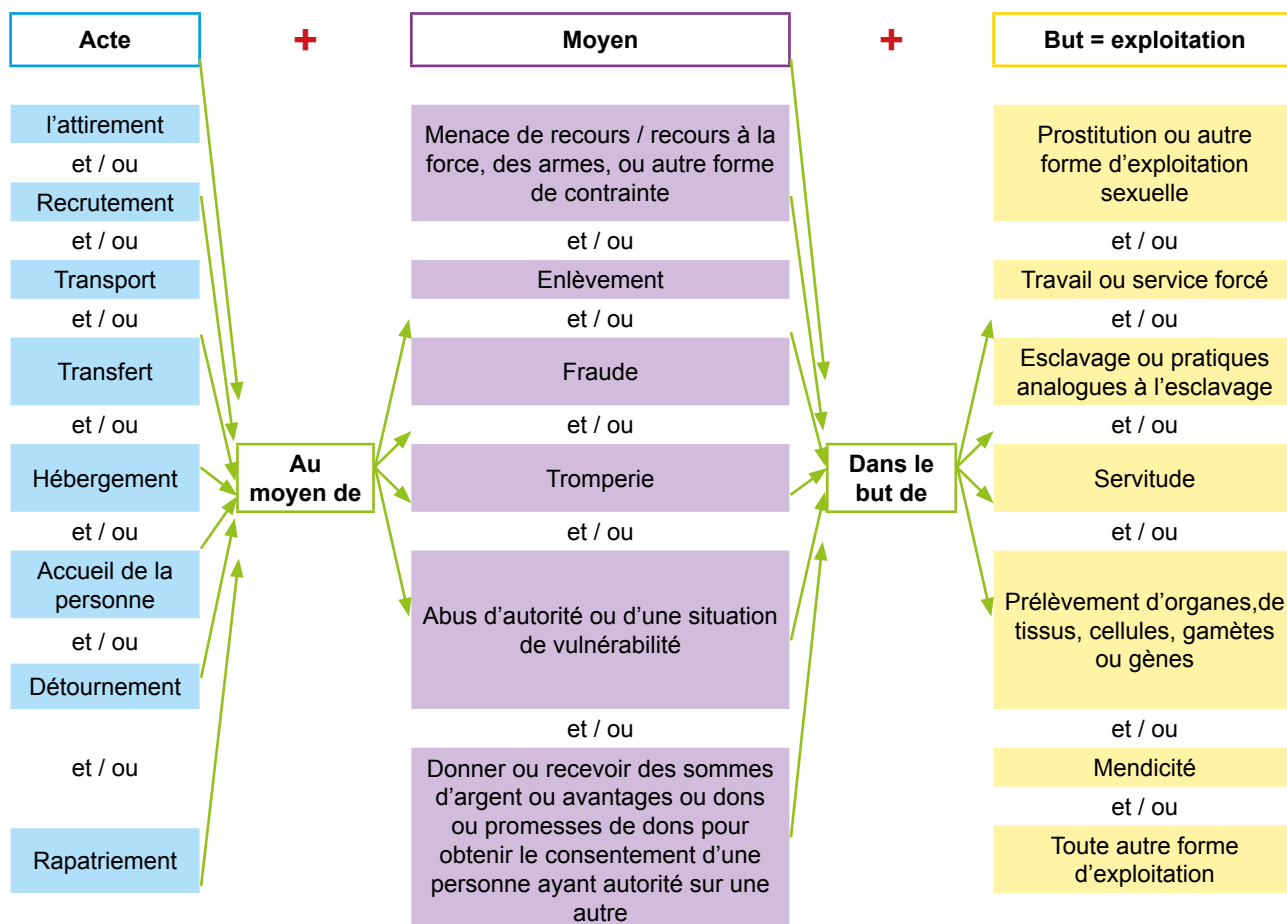 Acte
+
Moyen
+
But = exploitation
l’attirement
et / ou
Recrutement
et / ou
Transport
et / ou
Transfert
et / ou
Hébergement
et / ou
Accueil de la
personne
et / ou
Détournement
et / ou
Rapatriement
Au
moyen de
Menace de recours / recours à la
force, des armes, ou autre forme
de contrainte
et / ou
Enlèvement
et / ou
Fraude
et / ou
Tromperie
et / ou
Abus d’autorité ou d’une situation
de vulnérabilité
et / ou
Donner ou recevoir des sommes
d’argent ou avantages ou dons
ou promesses de dons pour
obtenir le consentement d’une
personne ayant autorité sur une
autre
Dans le
but de
Prostitution ou autre
forme d’exploitation
sexuelle
et / ou
Travail ou service forcé
et / ou
Esclavage ou pratiques
analogues à l’esclavage
et / ou
Servitude
et / ou
Prélèvement d’organes,de
tissus, cellules, gamètes
ou gènes
et / ou
Mendicité
et / ou
Toute autre forme
d’exploitation